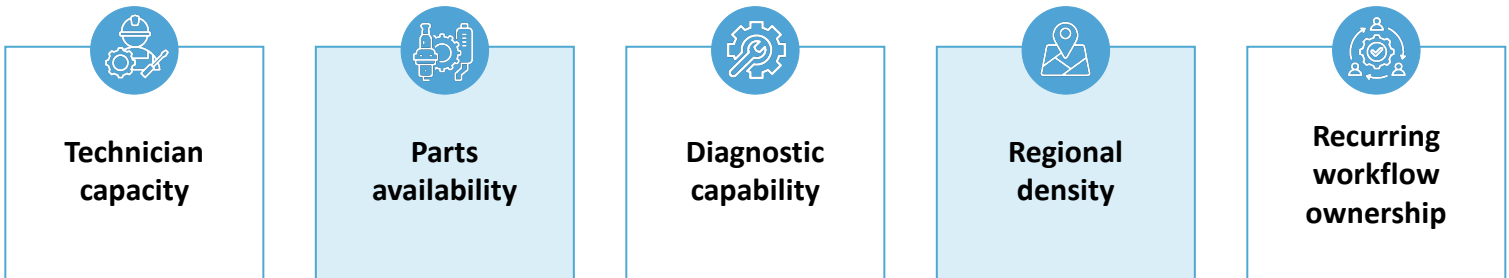 Technician
capacity
Parts
availability
Diagnostic
capability
Regional
density
Recurring
workflow
ownership